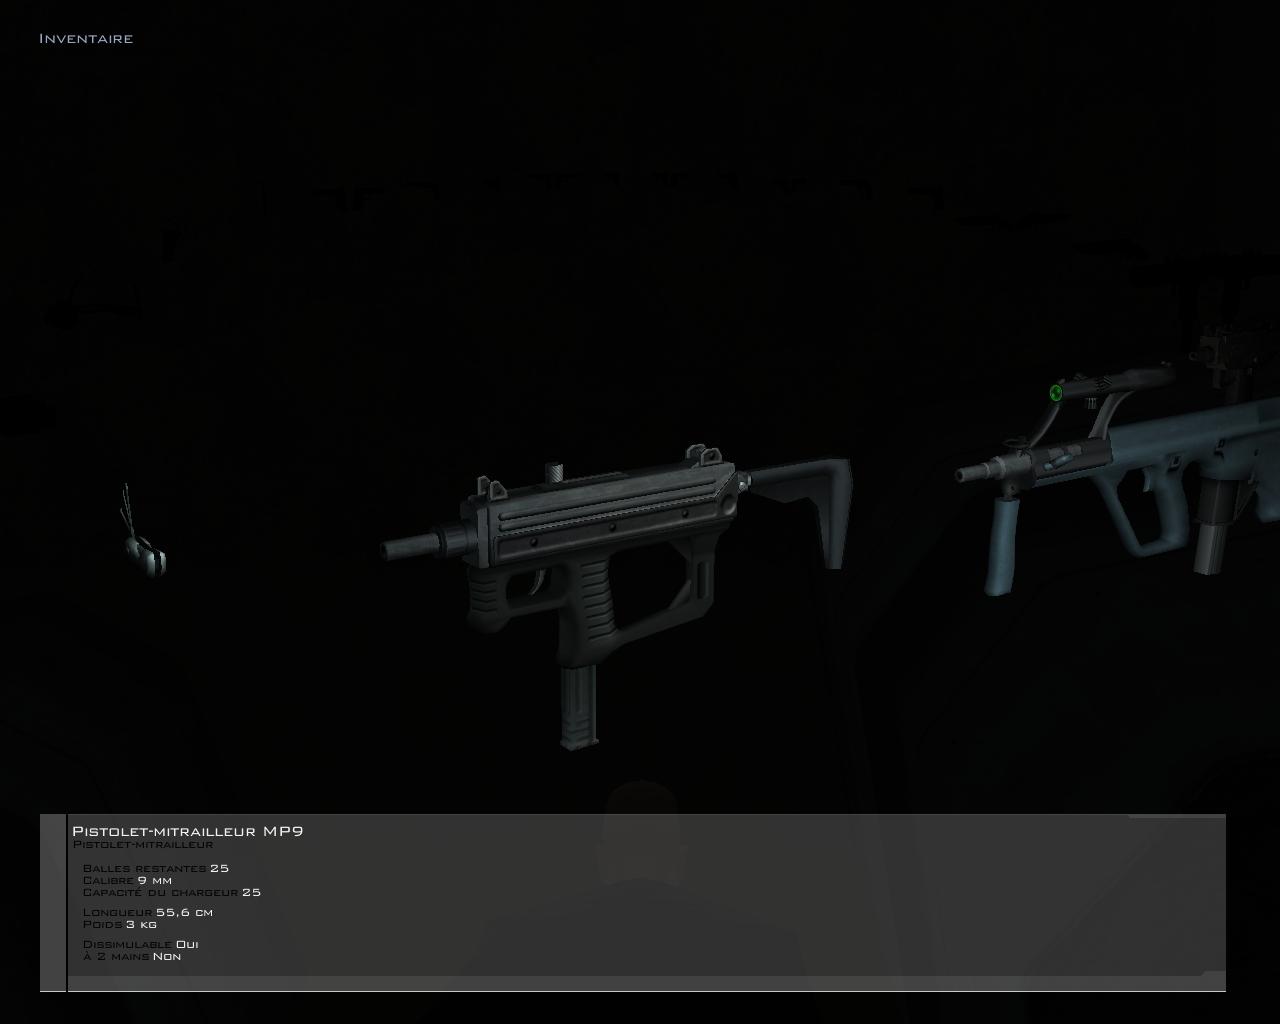 Inventaire
Pistolet-mitrailleur MP9
Pistolet-mitrailleur
Balles restantes 25
Calibre 9 mm
Capacité du chargeur 25
Longueur 55,6 cm
Poids 3 kg
Dissimulable Oui
À 2 mains Non